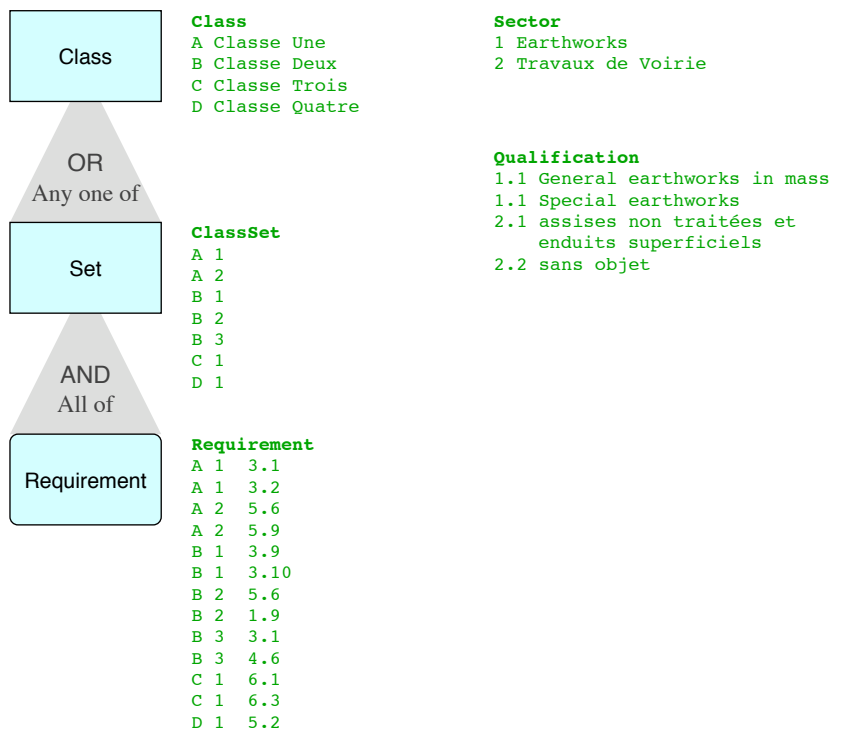 Class
OR
Any one of
Set
AND
All of
Requirement
Class
A Classe Une
B Classe Deux
C Classe Trois
D Classe Quatre
ClassSet
A 1
A 2
B 1
B 2
B 3
C 1
D 1
Requirement
A 1 3.1
A 1 3.2
A 2 5.6
A 2 5.9
B 1 3.9
B 1 3.10
B 2 5.6
B 2 1.9
B 3 3.1
B 3 4.6
C 1 6.1
C 1 6.3
D 1 5.2
Sector
1 Earthworks
2 Travaux de Voirie
Qualification
1.1 General earthworks in mass
1.1 Special earthworks
2.1 assises non traitées et
enduits superficiels
2.2 sans objet